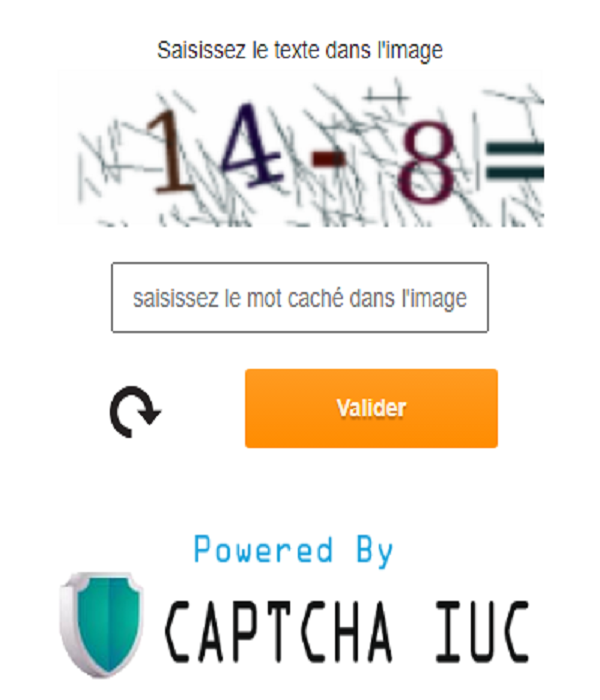 Saisissez le texte dans l'image
14-8=
saisissez le mot caché dans l'image
Valider
Powered By
CAPTCHA IUC